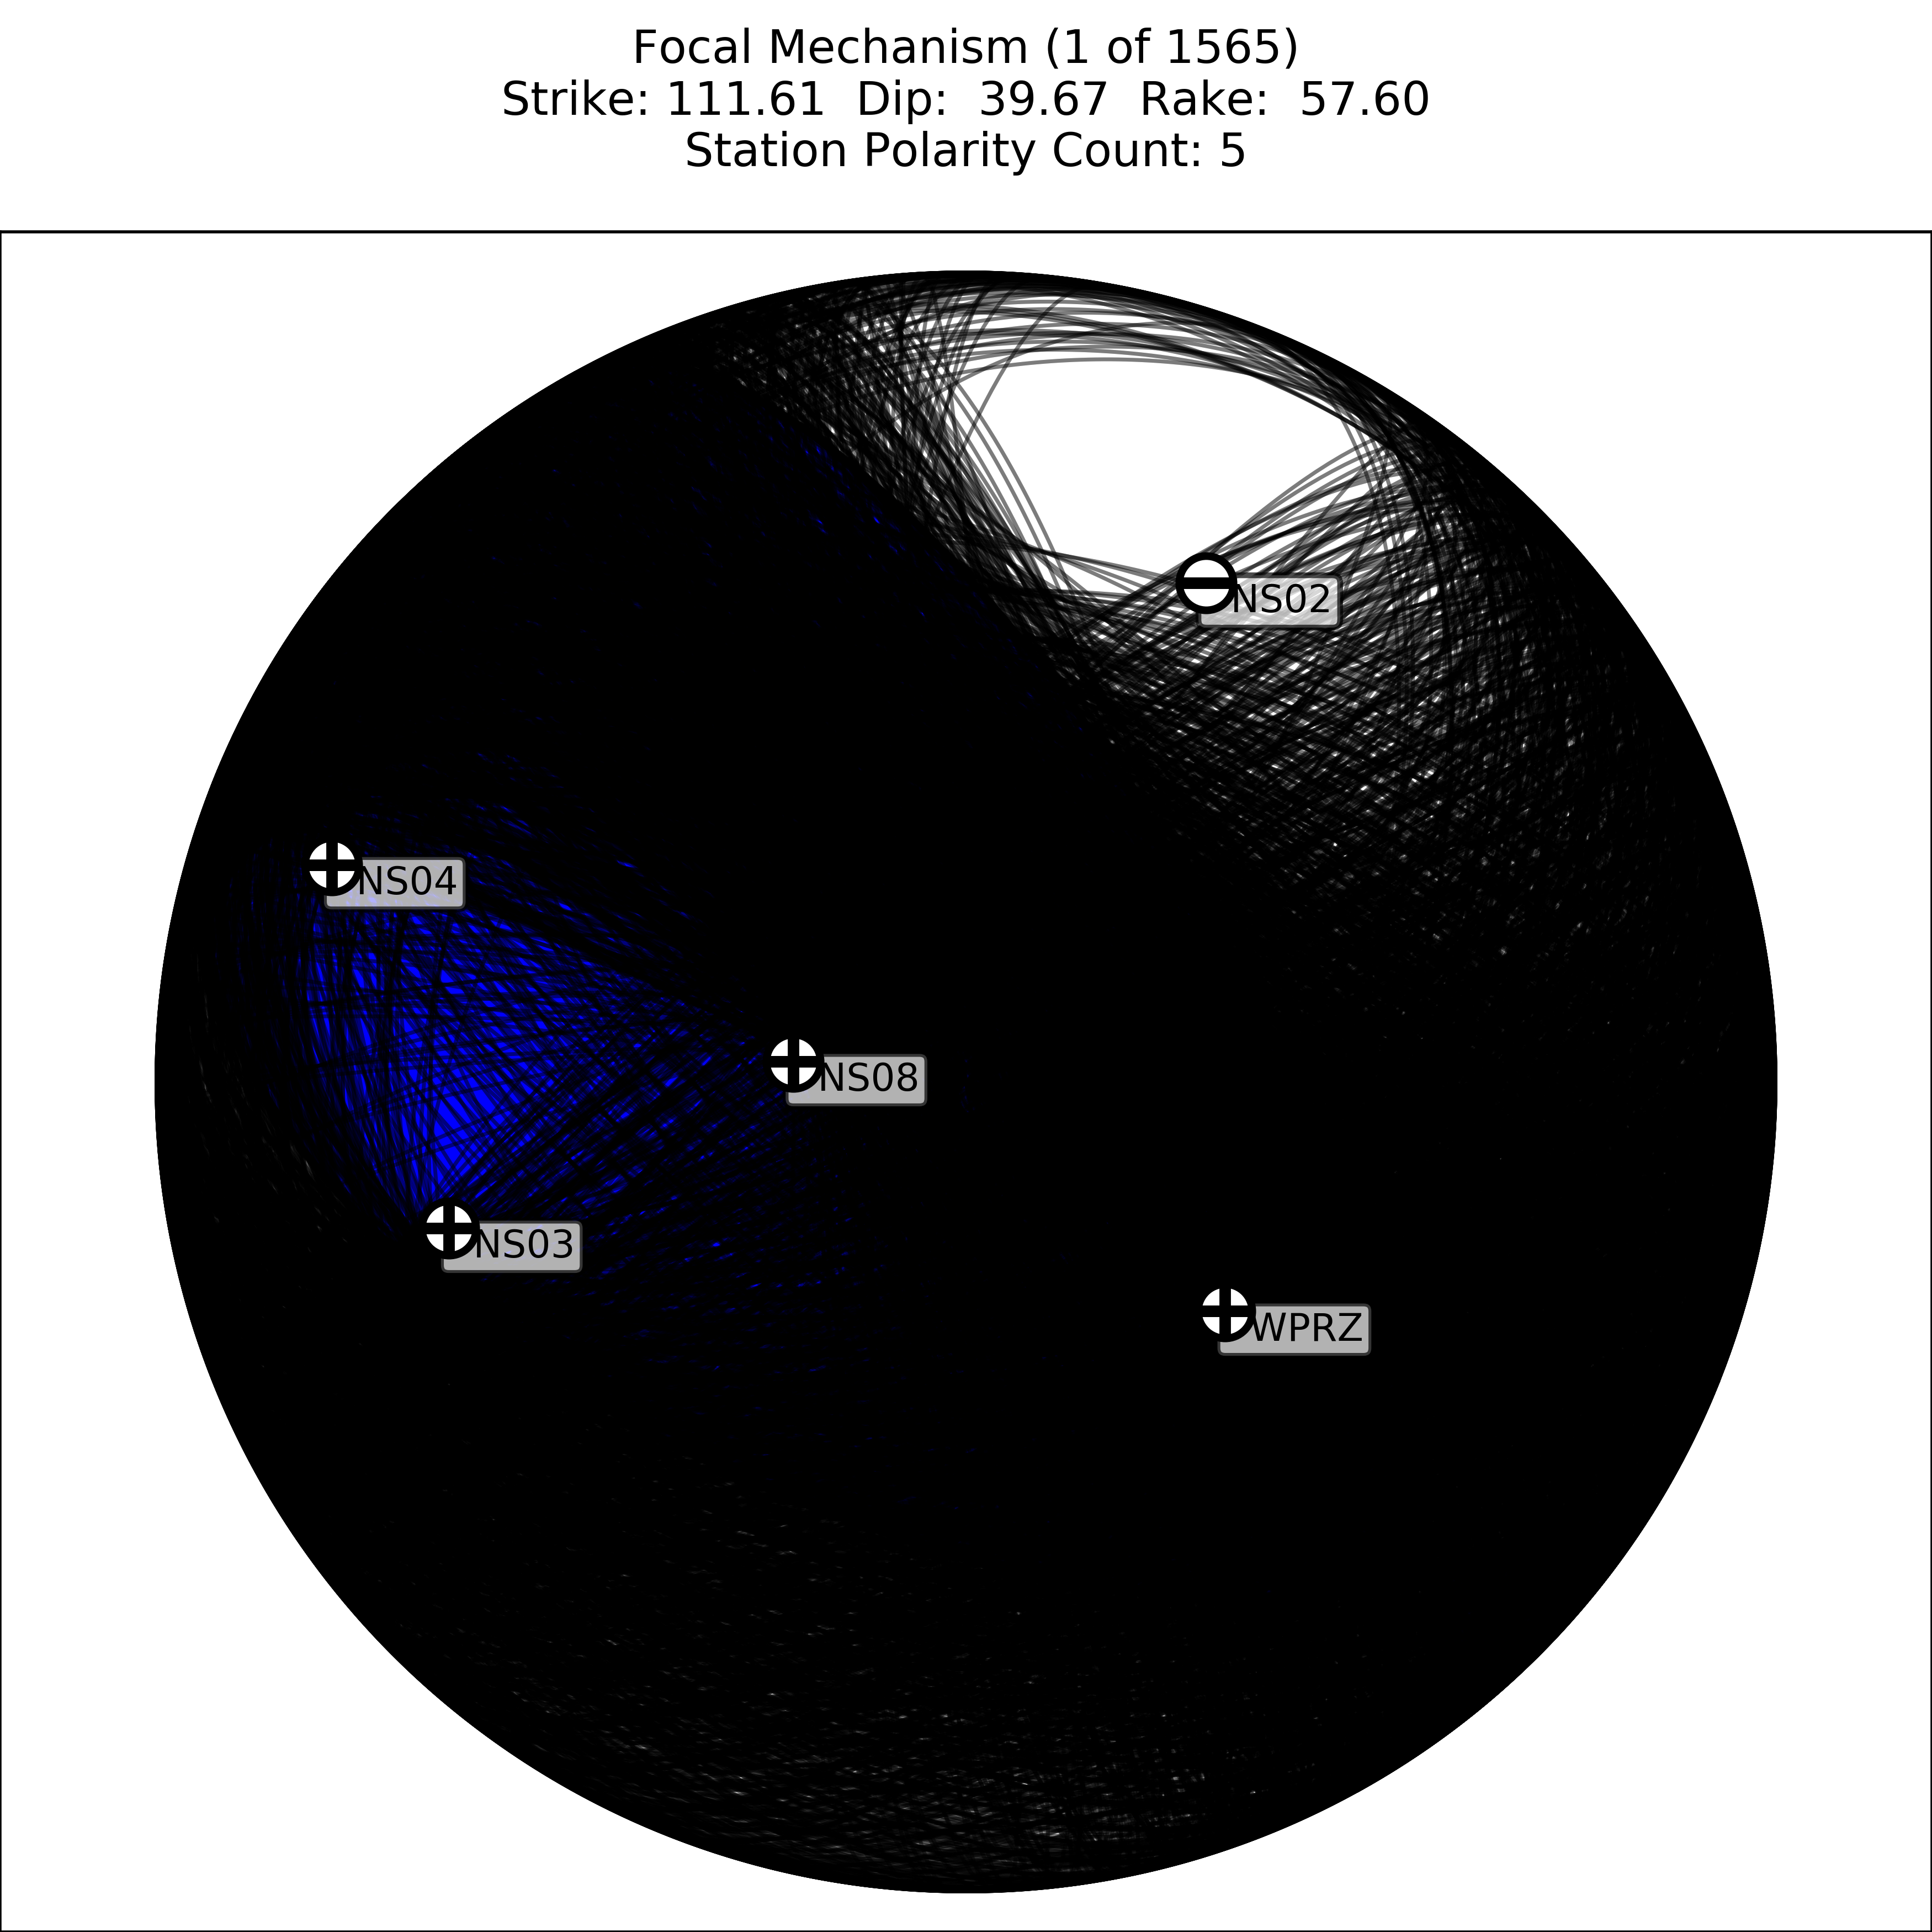 Focal Mechanism (1 of 1565)
Strike: 111.61 Dip: 39.67 Rake: 57.60
Station Polarity Count: 5
NS02
NS04
NS08
NS03
WPRZ